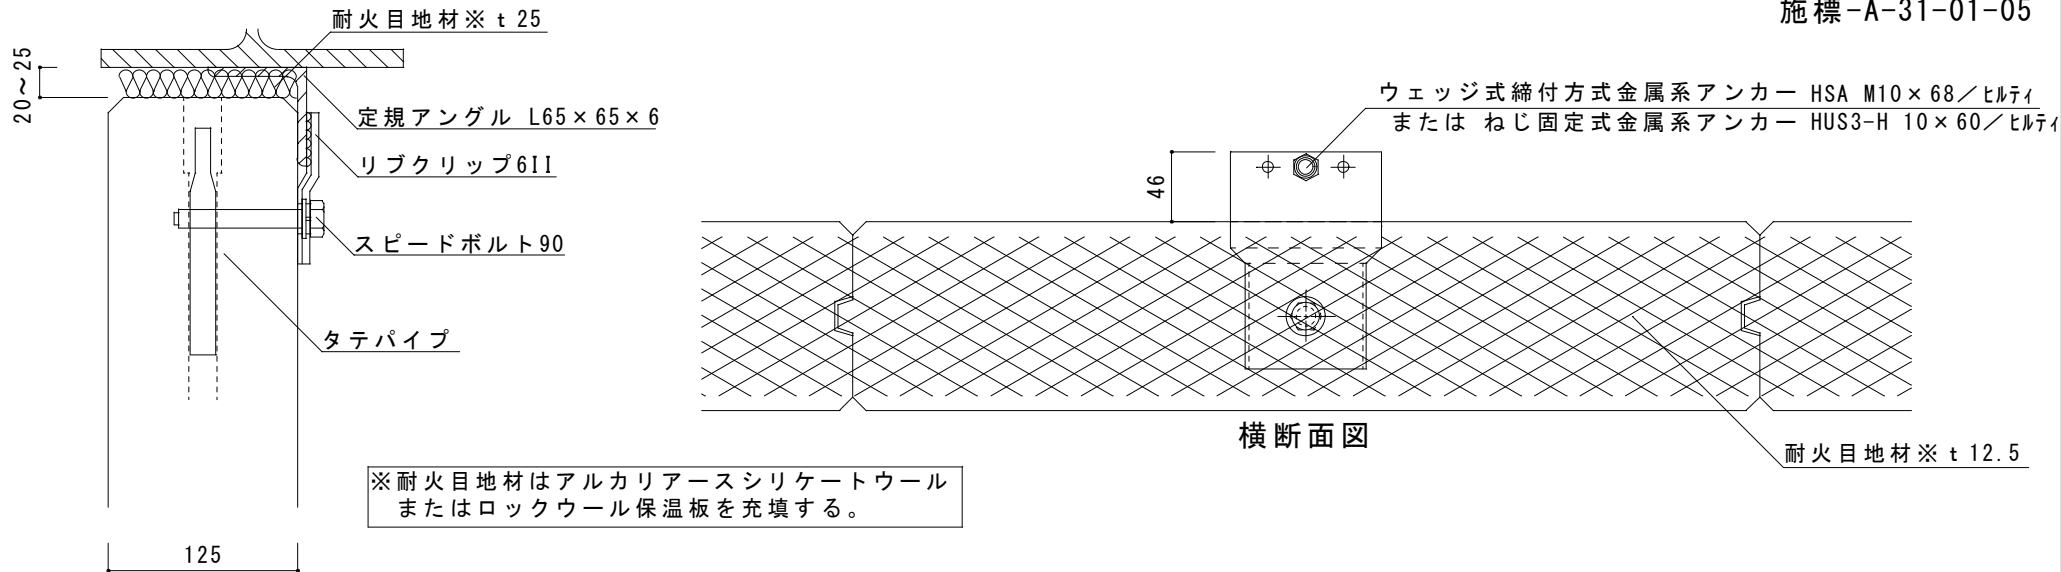 施標-A-31-01-05
耐火目地材※ t 25
20～25
定規アングル L65×65×6
リブクリップ6II
スピードボルト90
タテパイプ
125
ウェッジ式締付方式金属系アンカー HSA M10×68／ﾋﾙﾃｨ
または ねじ固定式金属系アンカー HUS3-H 10×60／ﾋﾙﾃｨ
46
横断面図
耐火目地材※ t 12.5
※耐火目地材はアルカリアースシリケートウール
またはロックウール保温板を充填する。